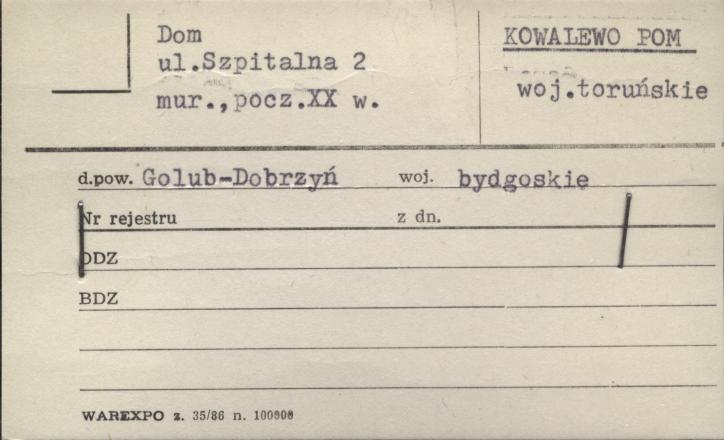 Dom
ul.Szpitalna 2
mur.,pocz.XX w.
KOWALEWO POM
woj.toruńskie
d.pow. Golub-Dobrzyń woj. bydgoskie
Nr rejestru z dn.
ODZ
BDZ
WAREXPO z. 35/86 n. 100000